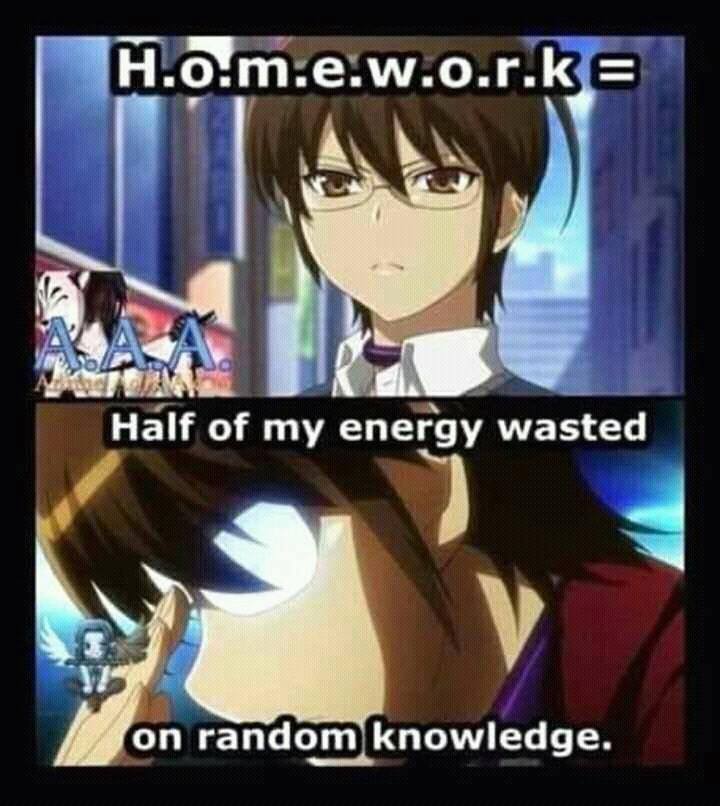 H.o.m.e.w.o.r.k =
A.A.A.
Half of my energy wasted
on random knowledge.